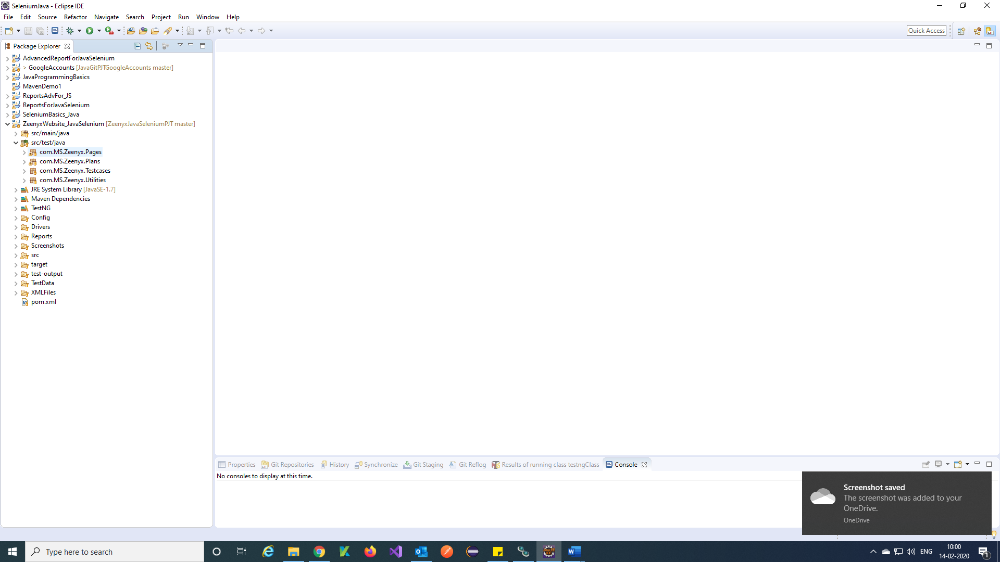 SeleniumJava - Eclipse IDE
File Edit Source Refactor Navigate Search Project Run Window Help
Quick Access
Package Explorer
AdvancedReportForJavaSelenium
> GoogleAccounts [JavaGitPJTGoogleAccounts master]
JavaProgrammingBasics
MavenDemo1
ReportsAdvFor_JS
ReportsForJavaSelenium
SeleniumBasics_Java
ZeenyxWebsite_JavaSelenium [ZeenyxJavaSeleniumPJT master]
src/main/java
src/test/java
com.MS.Zeenyx.Pages
com.MS.Zeenyx.Plans
com.MS.Zeenyx.Testcases
com.MS.Zeenyx.Utilities
JRE System Library [JavaSE-1.7]
Maven Dependencies
TestNG
Config
Drivers
Reports
Screenshots
src
target
test-output
TestData
XMLFiles
pom.xml
Properties Git Repositories History Synchronize Git Staging Git Reflog Results of running class testngClass Console
No consoles to display at this time.
Screenshot saved
The screenshot was added to your
OneDrive.
OneDrive
Type here to search
ENG
10:00
14-02-2020
1